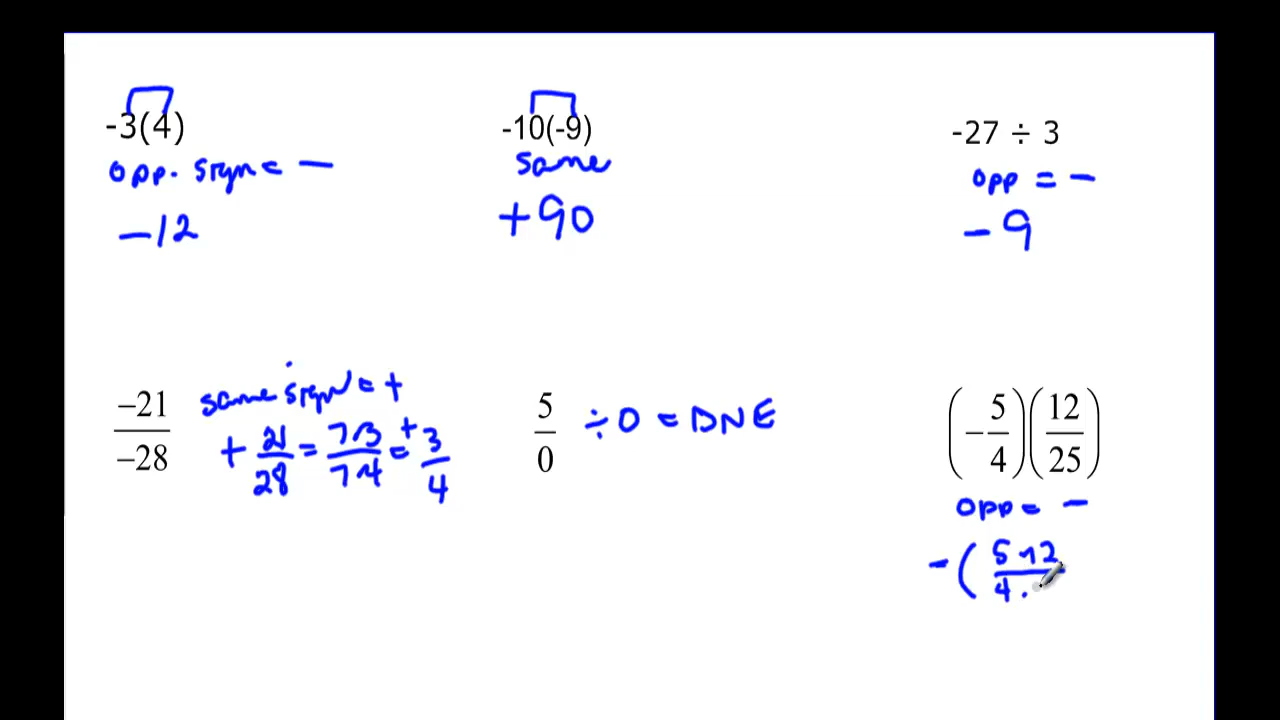 -3(4)
opp. sign = −
−12
-10(-9)
same
+90
-27 ÷ 3
opp = −
− 9
−21/−28
same sign = +
+ 21/28 = 7·3/7·4 = + 3/4
5/0
÷ 0 = DNE
(− 5/4)(12/25)
opp = −
− ( 5·12/4·